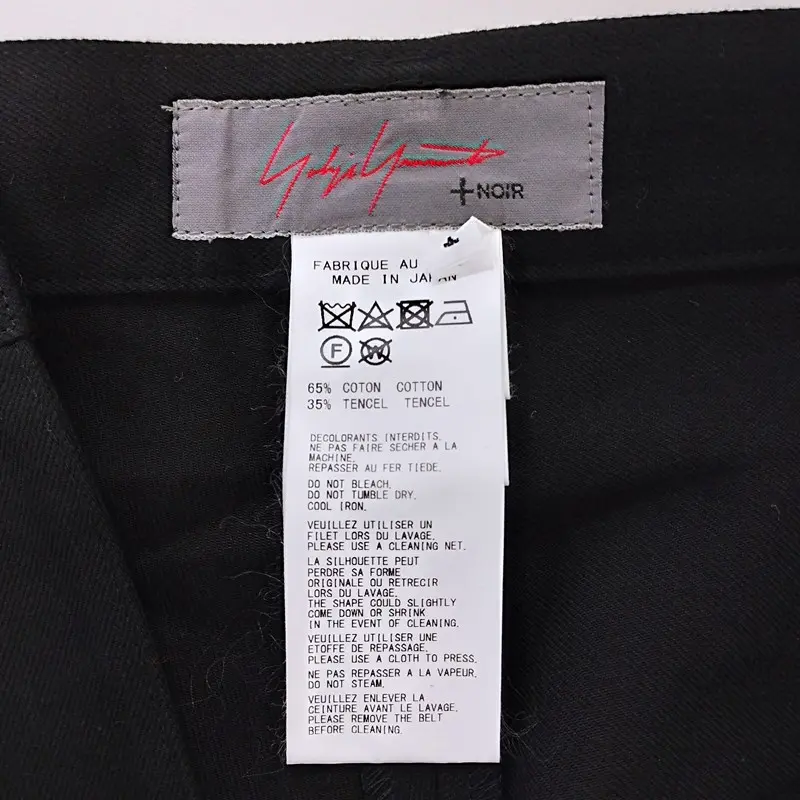 Yohji Yamamoto
+NOIR
FABRIQUE AU
MADE IN JAPAN
F
W
65% COTON COTTON
35% TENCEL TENCEL
DECOLORANTS INTERDITS.
NE PAS FAIRE SECHER A LA
MACHINE.
REPASSER AU FER TIEDE.
DO NOT BLEACH.
DO NOT TUMBLE DRY.
COOL IRON.
VEUILLEZ UTILISER UN
FILET LORS DU LAVAGE.
PLEASE USE A CLEANING NET.
LA SILHOUETTE PEUT
PERDRE SA FORME
ORIGINALE OU RETRECIR
LORS DU LAVAGE.
THE SHAPE COULD SLIGHTLY
COME DOWN OR SHRINK
IN THE EVENT OF CLEANING.
VEUILLEZ UTILISER UNE
ETOFFE DE REPASSAGE.
PLEASE USE A CLOTH TO PRESS.
NE PAS REPASSER A LA VAPEUR.
DO NOT STEAM.
VEUILLEZ ENLEVER LA
CEINTURE AVANT LE LAVAGE.
PLEASE REMOVE THE BELT
BEFORE CLEANING.